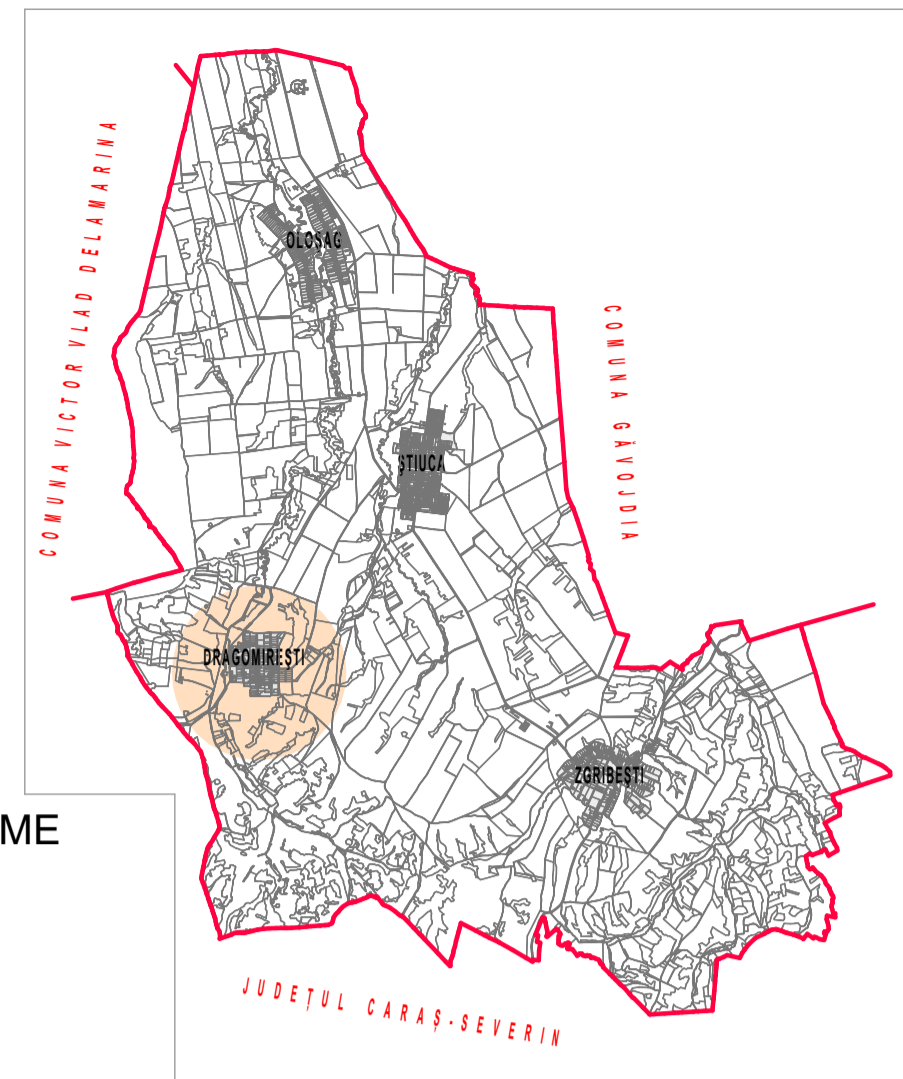 COMUNA VICTOR VLAD DELAMARINA
OLOSAG
COMUNA GĂVOJDIA
ȘTIUCA
DRAGOMIREȘTI
ZGRIBEȘTI
ME
JUDEȚUL CARAȘ-SEVERIN